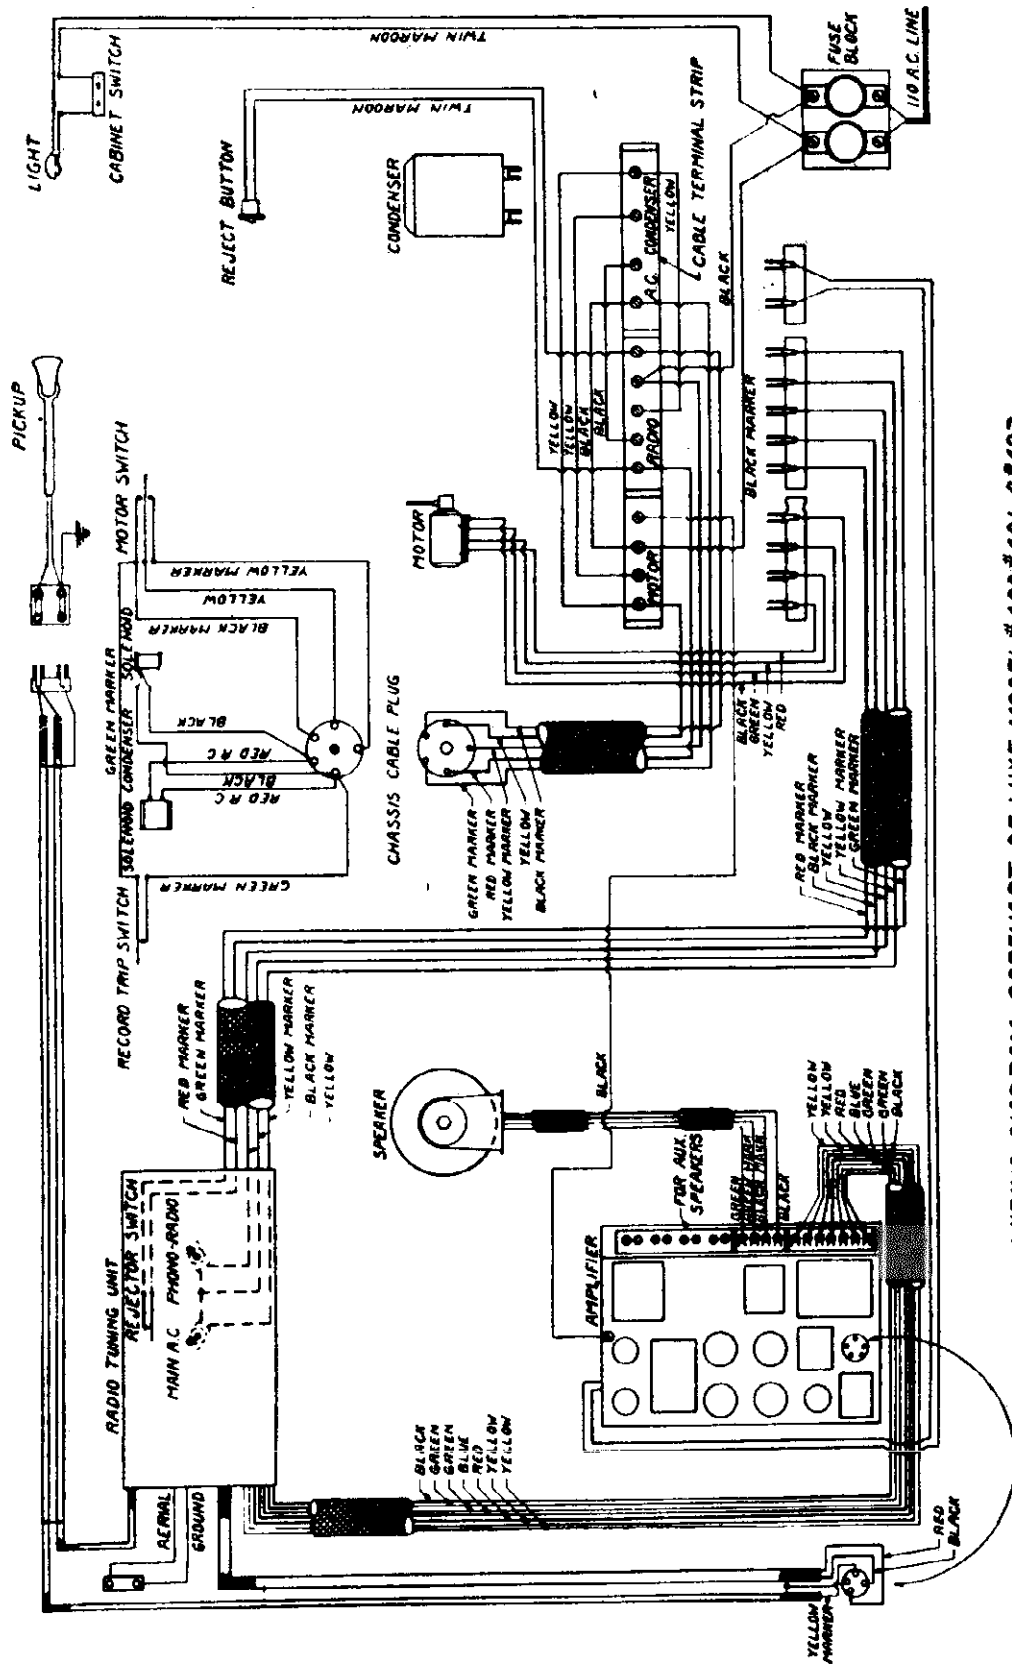 LIGHT
CABINET SWITCH
TWIN MAROON
TWIN MAROON
FUSE
BLOCK
110 A.C. LINE
REJECT BUTTON
CONDENSER
CABLE TERMINAL STRIP
CONDENSER
A.C.
RADIO
MOTOR
YELLOW
BLACK
YELLOW
YELLOW
BLACK
BLACK
BLACK MARKER
PICKUP
MOTOR SWITCH
SOLENOID
GREEN MARKER
SOLENOID CONDENSER
RECORD TRIP SWITCH
YELLOW MARKER
YELLOW
BLACK MARKER
BLACK
RED A C
BLACK
RED A C
GREEN MARKER
MOTOR
CHASSIS CABLE PLUG
BLACK
GREEN
YELLOW
RED
GREEN MARKER
RED MARKER
YELLOW MARKER
YELLOW
BLACK MARKER
RED MARKER
BLACK MARKER
YELLOW
YELLOW MARKER
GREEN MARKER
RED MARKER
GREEN MARKER
YELLOW MARKER
BLACK MARKER
YELLOW
SPEAKER
BLACK
RADIO TUNING UNIT
REJECTOR SWITCH
MAIN A.C PHONO-RADIO
AERIAL
GROUND
AMPLIFIER
FOR AUX.
SPEAKERS
GREEN
BLACK
YELLOW
YELLOW
RED
BLUE
GREEN
GREEN
BLACK
BLACK
GREEN
GREEN
BLUE
RED
YELLOW
YELLOW
RED
BLACK
YELLOW
MARKER